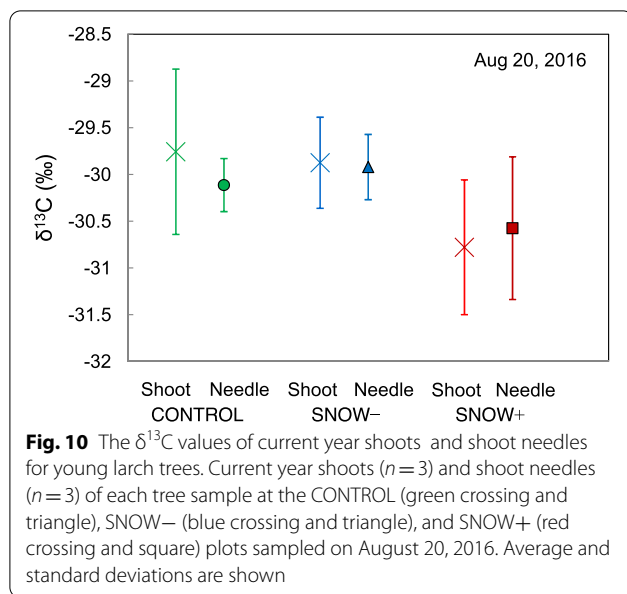 -28.5
Aug 20, 2016
-29
-29.5
-30
-30.5
-31
-31.5
-32
δ¹³C (‰)
Shoot Needle Shoot Needle Shoot Needle
CONTROL SNOW− SNOW+
Fig. 10 The δ¹³C values of current year shoots and shoot needles
for young larch trees. Current year shoots (n = 3) and shoot needles
(n = 3) of each tree sample at the CONTROL (green crossing and
triangle), SNOW− (blue crossing and triangle), and SNOW+ (red
crossing and square) plots sampled on August 20, 2016. Average and
standard deviations are shown